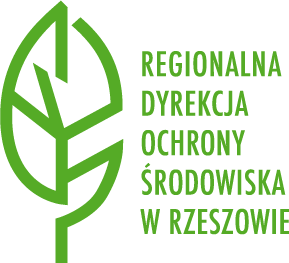 REGIONALNA
DYREKCJA
OCHRONY
ŚRODOWISKA
W RZESZOWIE